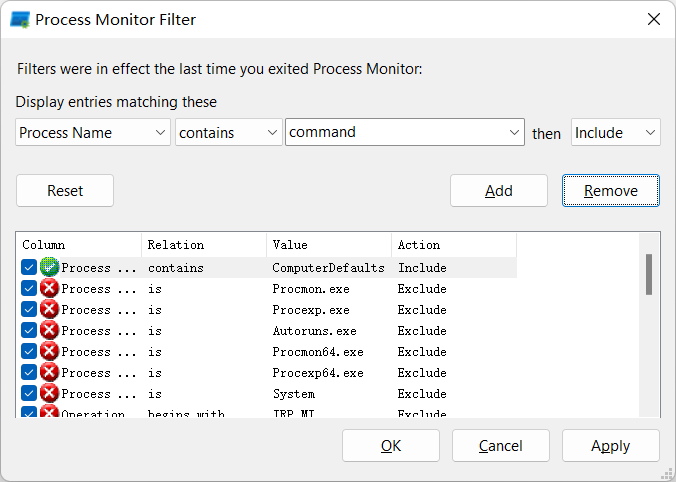 Process Monitor Filter
Filters were in effect the last time you exited Process Monitor:
Display entries matching these
Process Name contains command then Include
Reset Add Remove
Column Relation Value Action
Process ... contains ComputerDefaults Include
Process ... is Procmon.exe Exclude
Process ... is Procexp.exe Exclude
Process ... is Autoruns.exe Exclude
Process ... is Procmon64.exe Exclude
Process ... is Procexp64.exe Exclude
Process ... is System Exclude
Operation begins with IRP_MJ_ Exclude
OK Cancel Apply